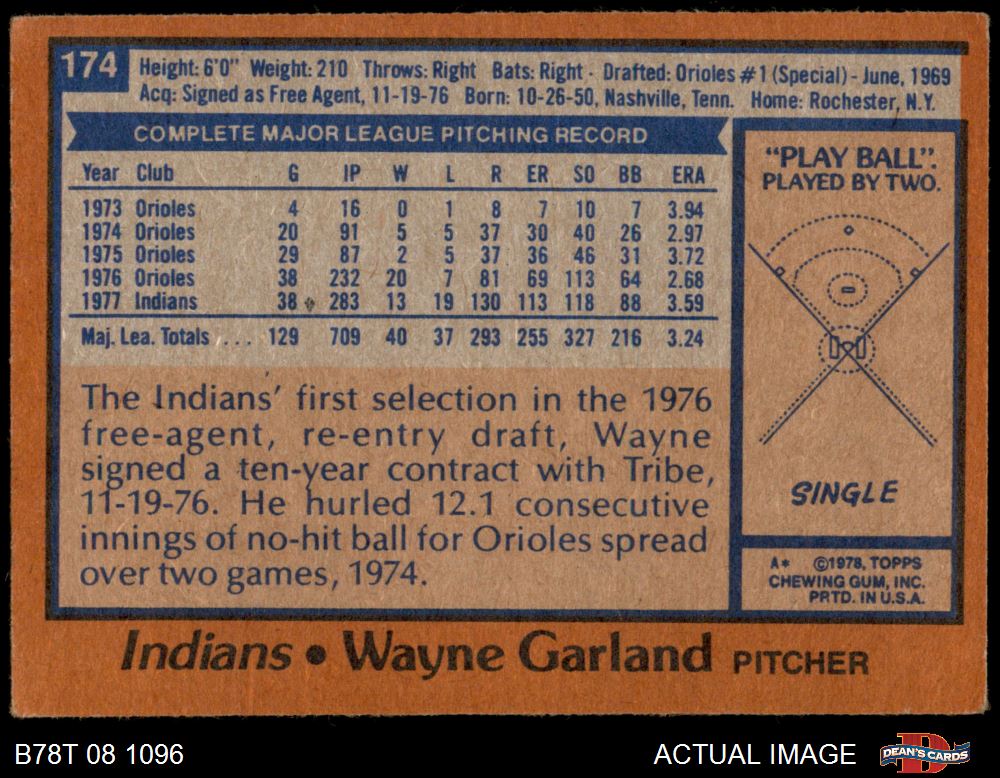 174
Height: 6'0" Weight: 210 Throws: Right Bats: Right · Drafted: Orioles #1 (Special) - June, 1969
Acq: Signed as Free Agent, 11-19-76 Born: 10-26-50, Nashville, Tenn. Home: Rochester, N.Y.
COMPLETE MAJOR LEAGUE PITCHING RECORD
Year Club G IP W L R ER SO BB ERA
1973 Orioles 4 16 0 1 8 7 10 7 3.94
1974 Orioles 20 91 5 5 37 30 40 26 2.97
1975 Orioles 29 87 2 5 37 36 46 31 3.72
1976 Orioles 38 232 20 7 81 69 113 64 2.68
1977 Indians 38 283 13 19 130 113 118 88 3.59
Maj. Lea. Totals . . . 129 709 40 37 293 255 327 216 3.24
The Indians' first selection in the 1976
free-agent, re-entry draft, Wayne
signed a ten-year contract with Tribe,
11-19-76. He hurled 12.1 consecutive
innings of no-hit ball for Orioles spread
over two games, 1974.
"PLAY BALL".
PLAYED BY TWO.
SINGLE
A* ©1978, TOPPS
CHEWING GUM, INC.
PRTD. IN U.S.A.
Indians • Wayne Garland PITCHER
B78T 08 1096
ACTUAL IMAGE
D
DEAN'S CARDS